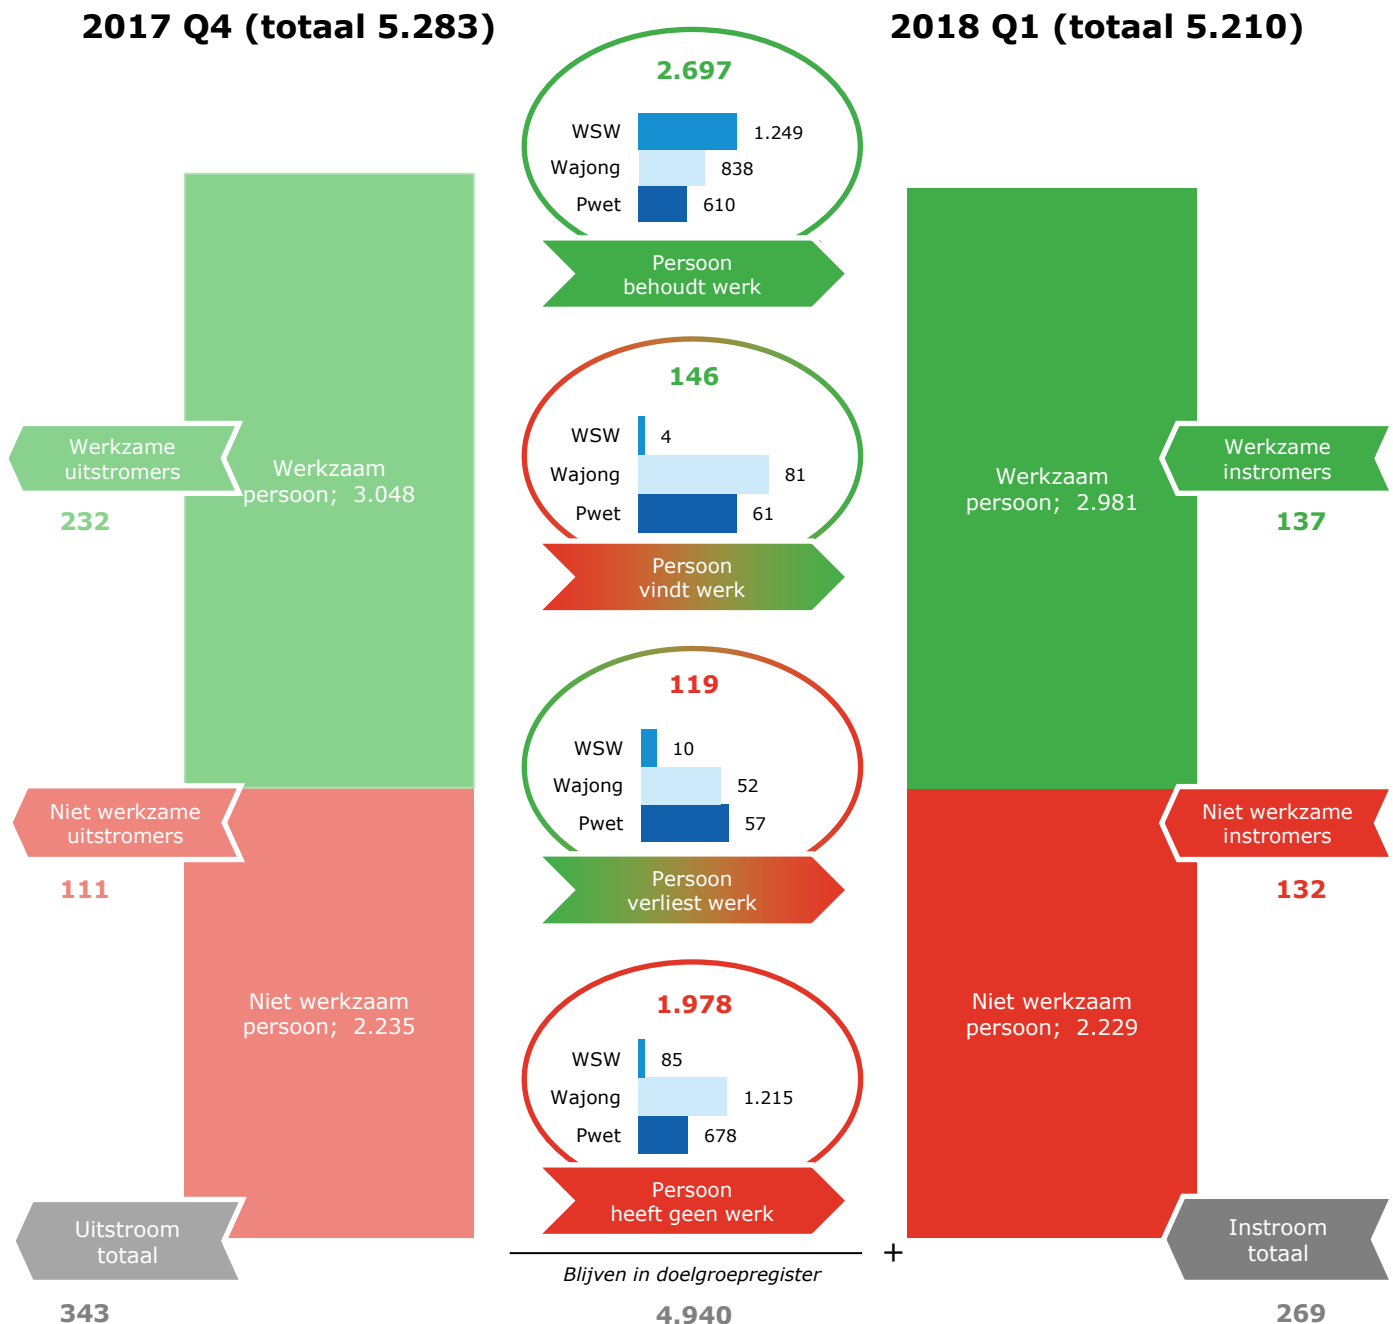 2017 Q4 (totaal 5.283)
2018 Q1 (totaal 5.210)
2.697
WSW 1.249
Wajong 838
Pwet 610
Persoon
behoudt werk
146
WSW 4
Wajong 81
Pwet 61
Persoon
vindt werk
119
WSW 10
Wajong 52
Pwet 57
Persoon
verliest werk
1.978
WSW 85
Wajong 1.215
Pwet 678
Persoon
heeft geen werk
+
Blijven in doelgroepregister
4.940
Werkzame
uitstromers
232
Werkzaam
persoon; 3.048
Niet werkzame
uitstromers
111
Niet werkzaam
persoon; 2.235
Uitstroom
totaal
343
Werkzaam
persoon; 2.981
Werkzame
instromers
137
Niet werkzame
instromers
132
Niet werkzaam
persoon; 2.229
Instroom
totaal
269